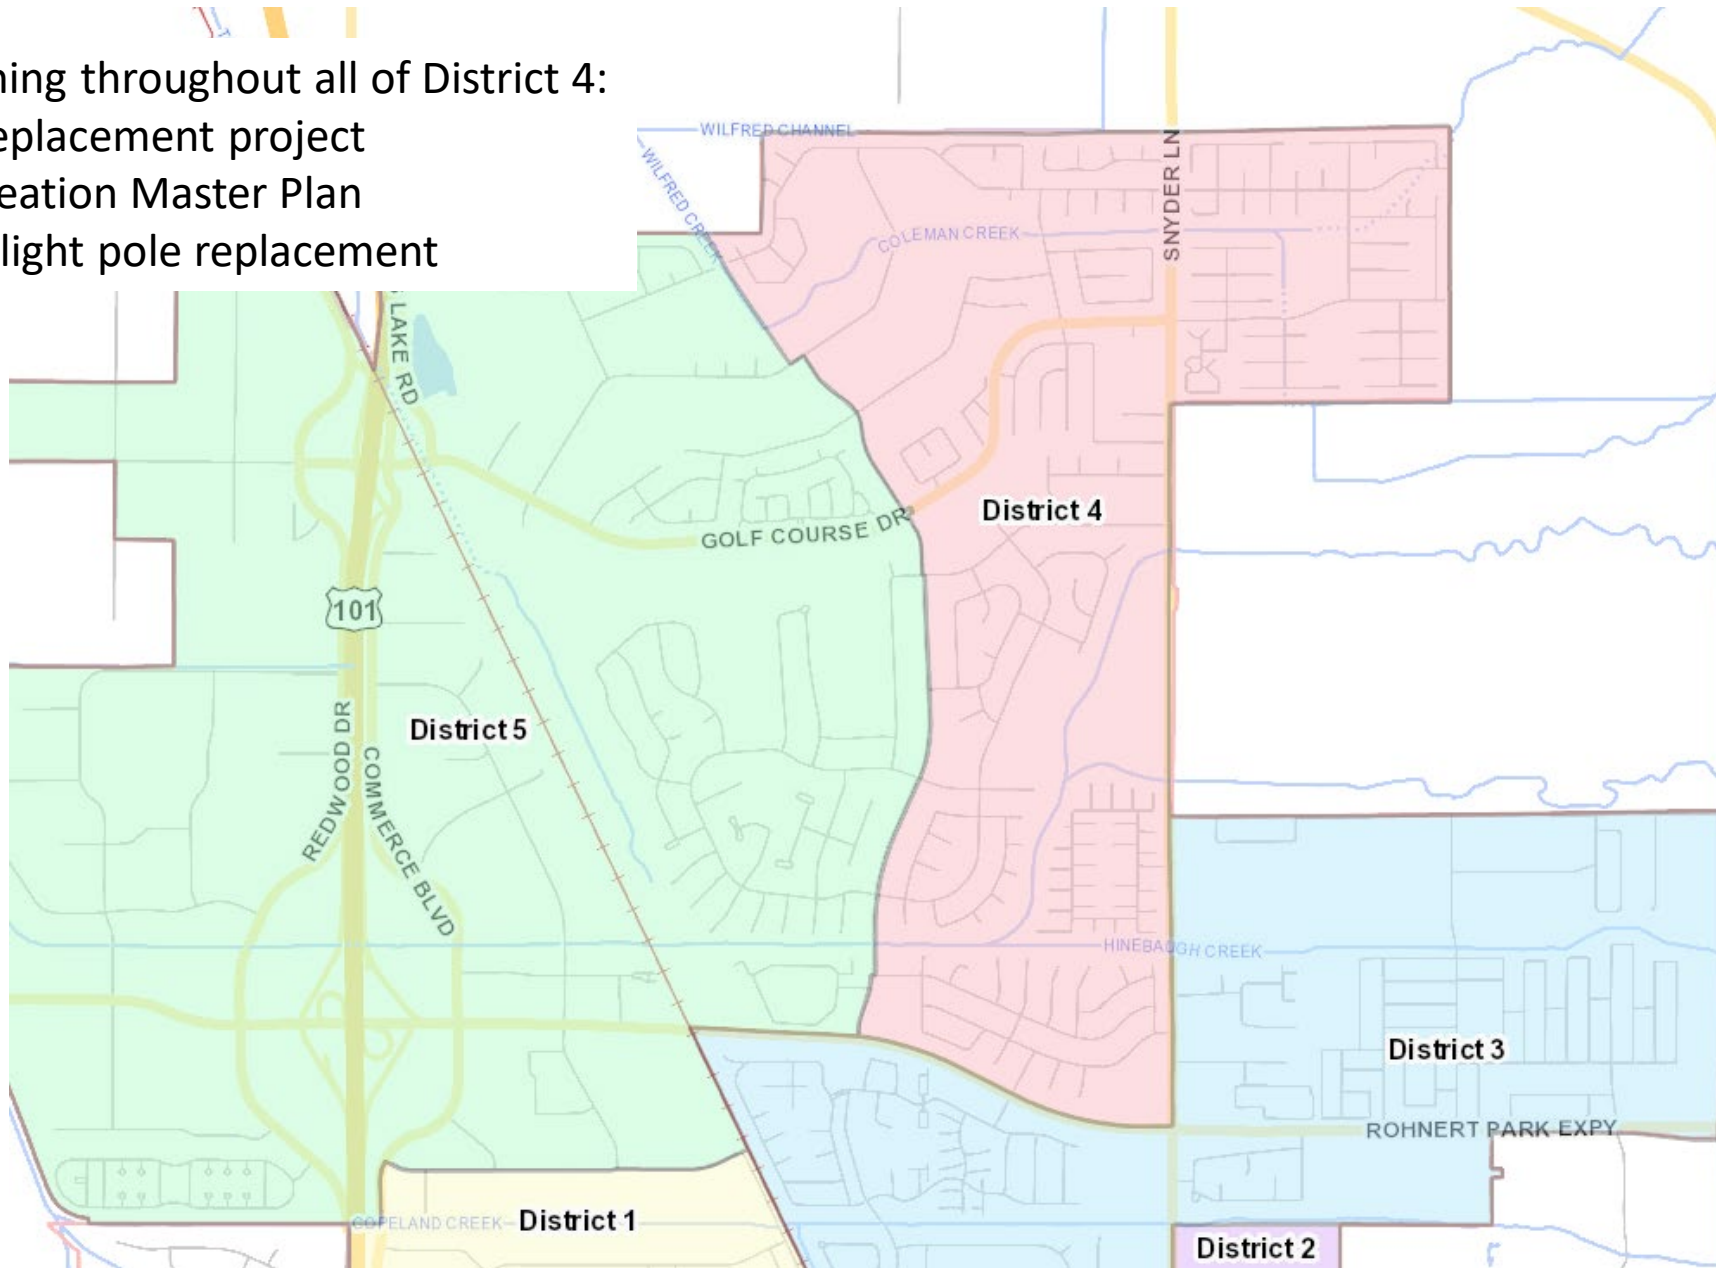 ning throughout all of District 4:
eplacement project
eation Master Plan
light pole replacement
WILFRED CHANNEL
WILFRED CREEK
COLEMAN CREEK
SNYDER LN
LAKE RD
District 4
GOLF COURSE DR
101
District 5
REDWOOD DR
COMMERCE BLVD
HINEBAUGH CREEK
District 3
ROHNERT PARK EXPY
COPELAND CREEK
District 1
District 2